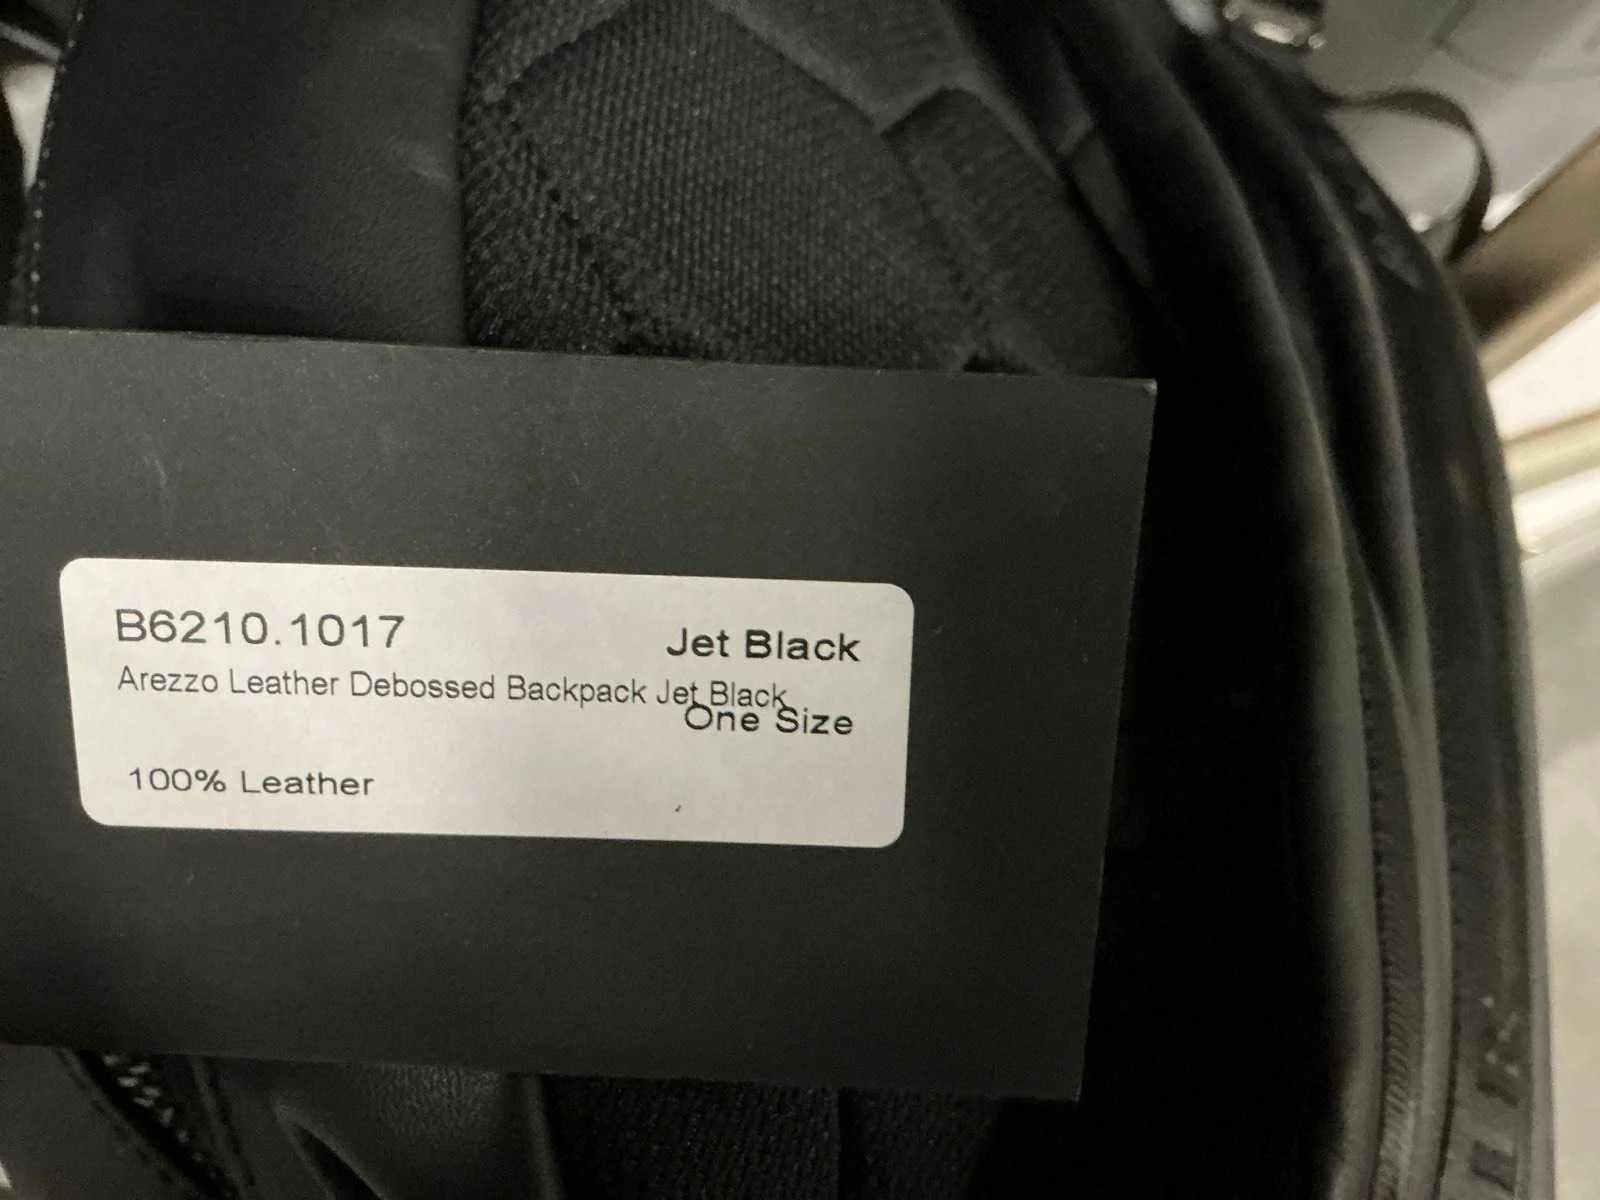 B6210.1017
Jet Black
Arezzo Leather Debossed Backpack Jet Black
One Size
100% Leather